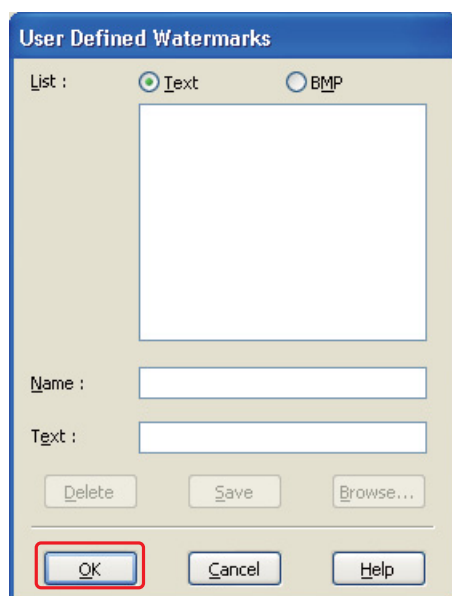 User Defined Watermarks
List : Text BMP
Name :
Text :
Delete Save Browse...
OK Cancel Help